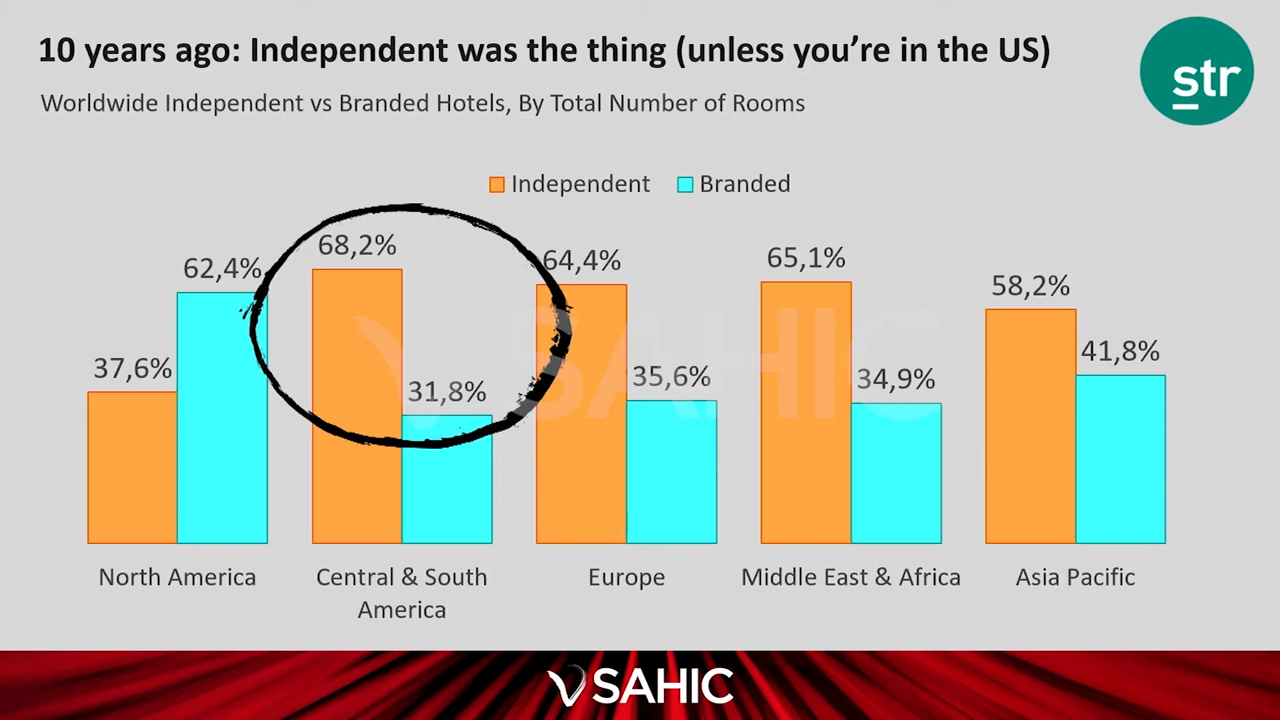 10 years ago: Independent was the thing (unless you're in the US)
str
Worldwide Independent vs Branded Hotels, By Total Number of Rooms
Independent
Branded
37,6%
62,4%
68,2%
31,8%
64,4%
35,6%
65,1%
34,9%
58,2%
41,8%
SAHIC
North America
Central & South
America
Europe
Middle East & Africa
Asia Pacific
SAHIC